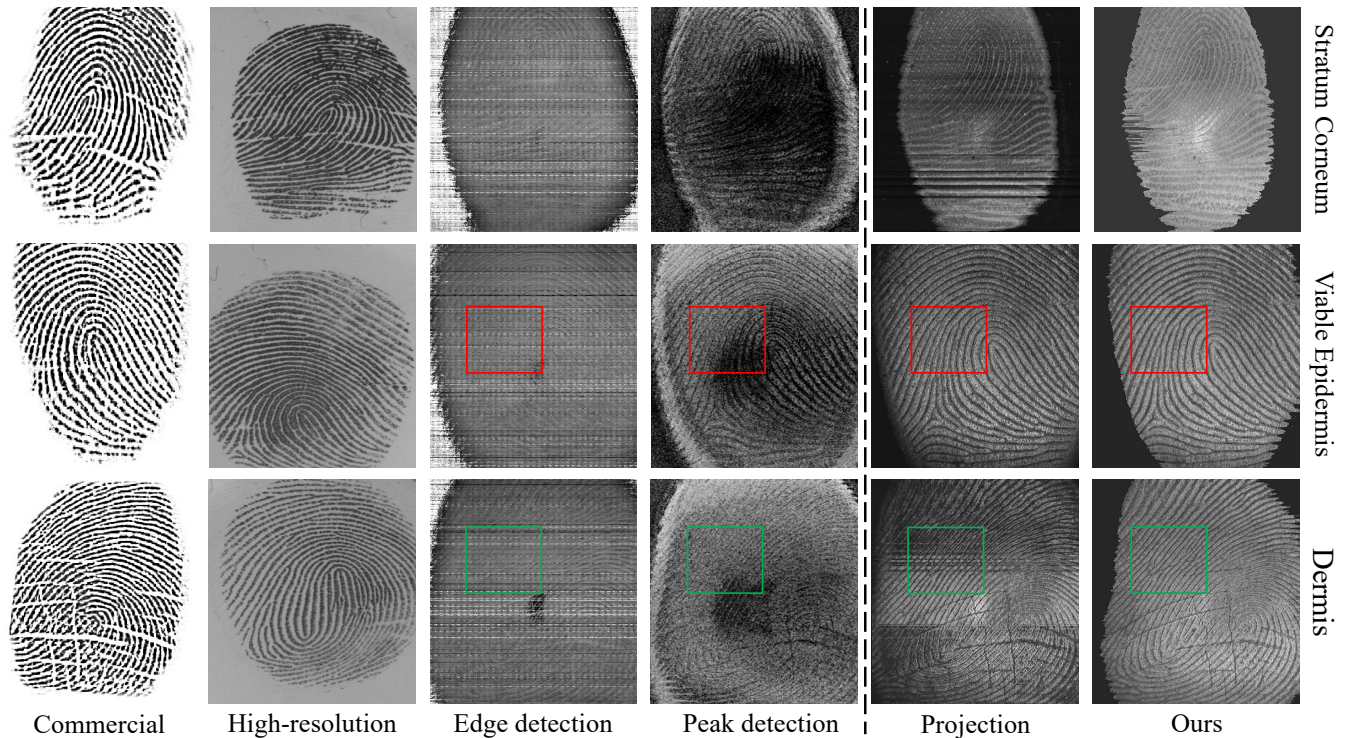 Stratum Corneum
Viable Epidermis
Dermis
Commercial
High-resolution
Edge detection
Peak detection
Projection
Ours